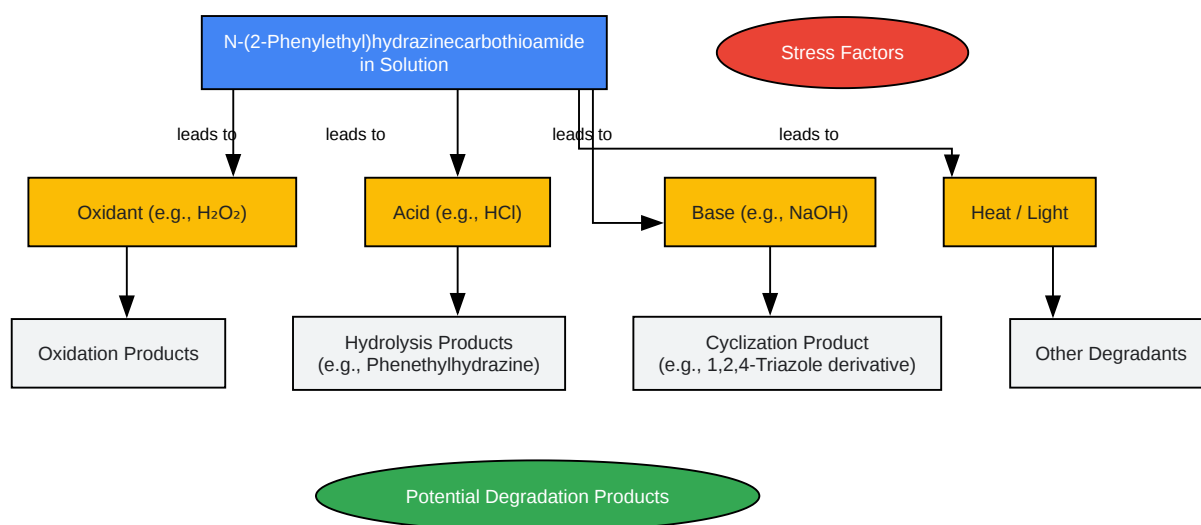 N-(2-Phenylethyl)hydrazinecarbothioamide
in Solution
Stress Factors
leads to
leads to
leads to
leads to
Oxidant (e.g., H₂O₂)
Acid (e.g., HCl)
Base (e.g., NaOH)
Heat / Light
Oxidation Products
Hydrolysis Products
(e.g., Phenethylhydrazine)
Cyclization Product
(e.g., 1,2,4-Triazole derivative)
Other Degradants
Potential Degradation Products